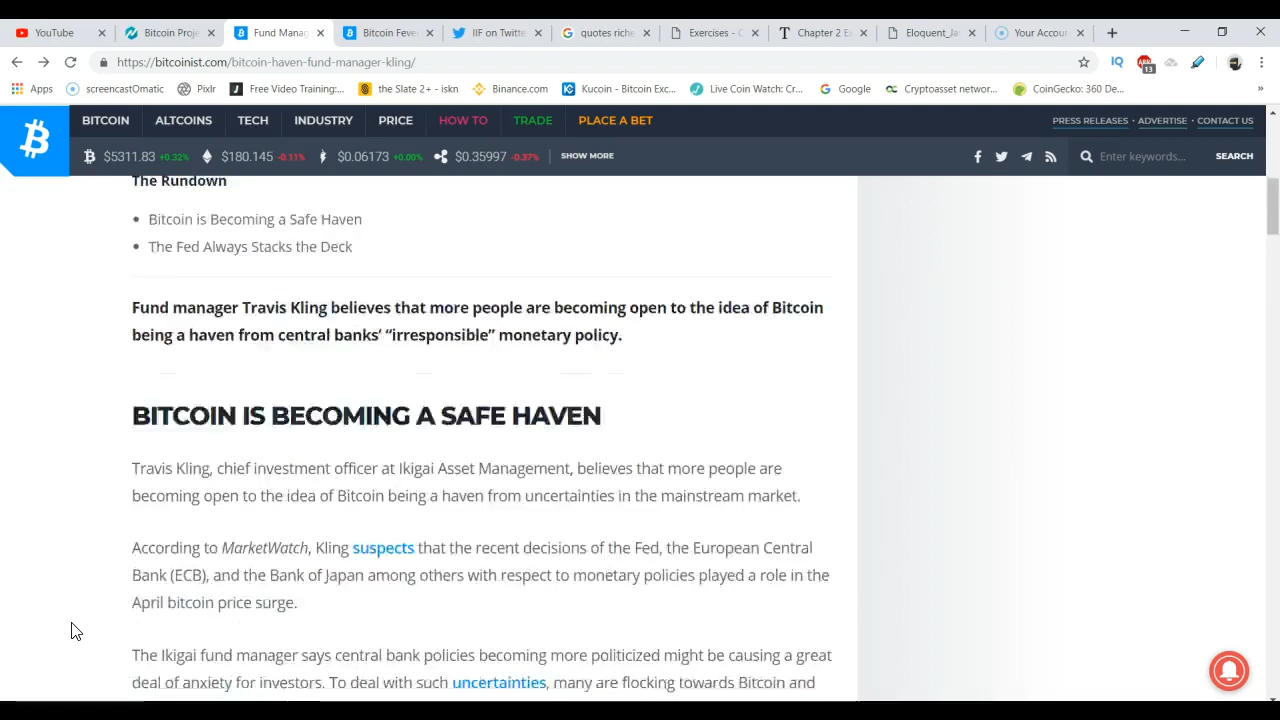 YouTube
Bitcoin Proje
Fund Manag
Bitcoin Feve
IIF on Twitte
quotes riche
Exercises - C
Chapter 2 Ex
Eloquent_Ja
Your Accou
https://bitcoinist.com/bitcoin-haven-fund-manager-kling/
13
Apps
screencastOmatic
Pixlr
Free Video Training:...
the Slate 2+ - iskn
Binance.com
Kucoin - Bitcoin Exc...
Live Coin Watch: Cr...
Google
Cryptoasset networ...
CoinGecko: 360 De...
»
BITCOIN
ALTCOINS
TECH
INDUSTRY
PRICE
HOW TO
TRADE
PLACE A BET
PRESS RELEASES • ADVERTISE • CONTACT US
$5311.83 +0.32%
$180.145 -0.11%
$0.06173 +0.00%
$0.35997 -0.37%
SHOW MORE
Enter keywords...
SEARCH
The Rundown
• Bitcoin is Becoming a Safe Haven
• The Fed Always Stacks the Deck
Fund manager Travis Kling believes that more people are becoming open to the idea of Bitcoin
being a haven from central banks' “irresponsible” monetary policy.
BITCOIN IS BECOMING A SAFE HAVEN
Travis Kling, chief investment officer at Ikigai Asset Management, believes that more people are
becoming open to the idea of Bitcoin being a haven from uncertainties in the mainstream market.
According to MarketWatch, Kling suspects that the recent decisions of the Fed, the European Central
Bank (ECB), and the Bank of Japan among others with respect to monetary policies played a role in the
April bitcoin price surge.
The Ikigai fund manager says central bank policies becoming more politicized might be causing a great
deal of anxiety for investors. To deal with such uncertainties, many are flocking towards Bitcoin and